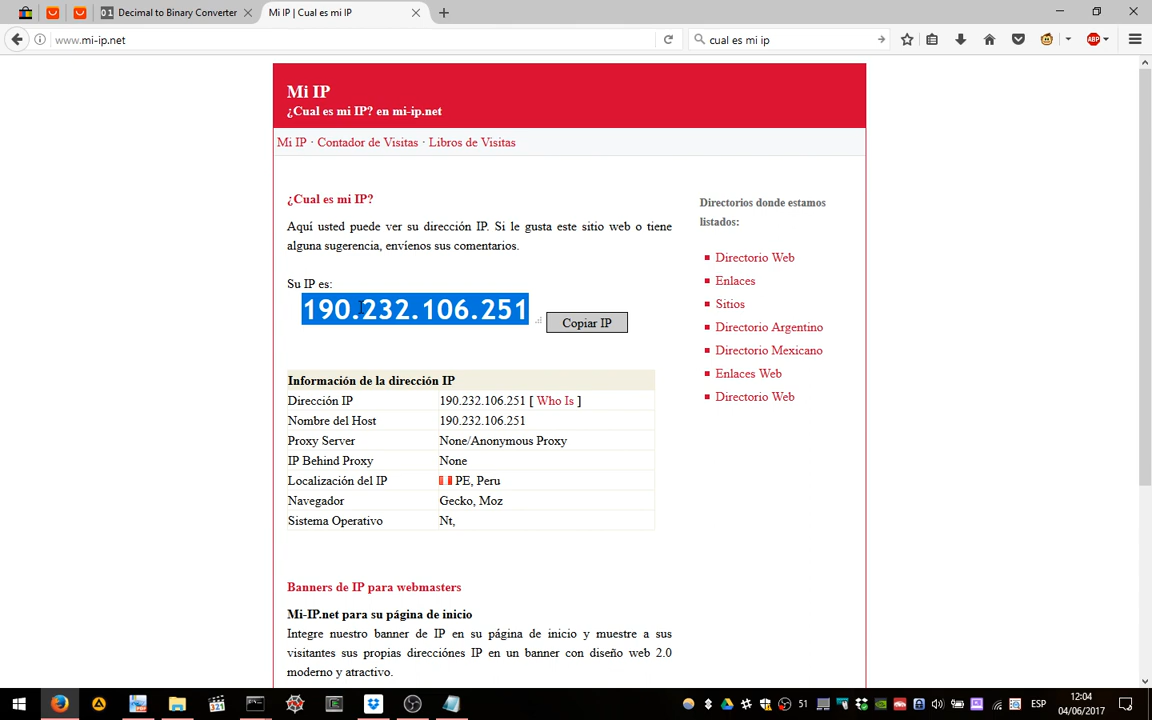 Decimal to Binary Converter
Mi IP | Cual es mi IP
www.mi-ip.net
cual es mi ip
ABP
Mi IP
¿Cual es mi IP? en mi-ip.net
Mi IP · Contador de Visitas · Libros de Visitas
¿Cual es mi IP?
Aquí usted puede ver su dirección IP. Si le gusta este sitio web o tiene
alguna sugerencia, envíenos sus comentarios.
Su IP es:
190.232.106.251
Copiar IP
Información de la dirección IP
Dirección IP 190.232.106.251 [ Who Is ]
Nombre del Host 190.232.106.251
Proxy Server None/Anonymous Proxy
IP Behind Proxy None
Localización del IP PE, Peru
Navegador Gecko, Moz
Sistema Operativo Nt,
Banners de IP para webmasters
Mi-IP.net para su página de inicio
Integre nuestro banner de IP en su página de inicio y muestre a sus
visitantes sus propias direcciónes IP en un banner con diseño web 2.0
moderno y atractivo.
Directorios donde estamos
listados:
Directorio Web
Enlaces
Sitios
Directorio Argentino
Directorio Mexicano
Enlaces Web
Directorio Web
321
51
ESP
12:04
04/06/2017